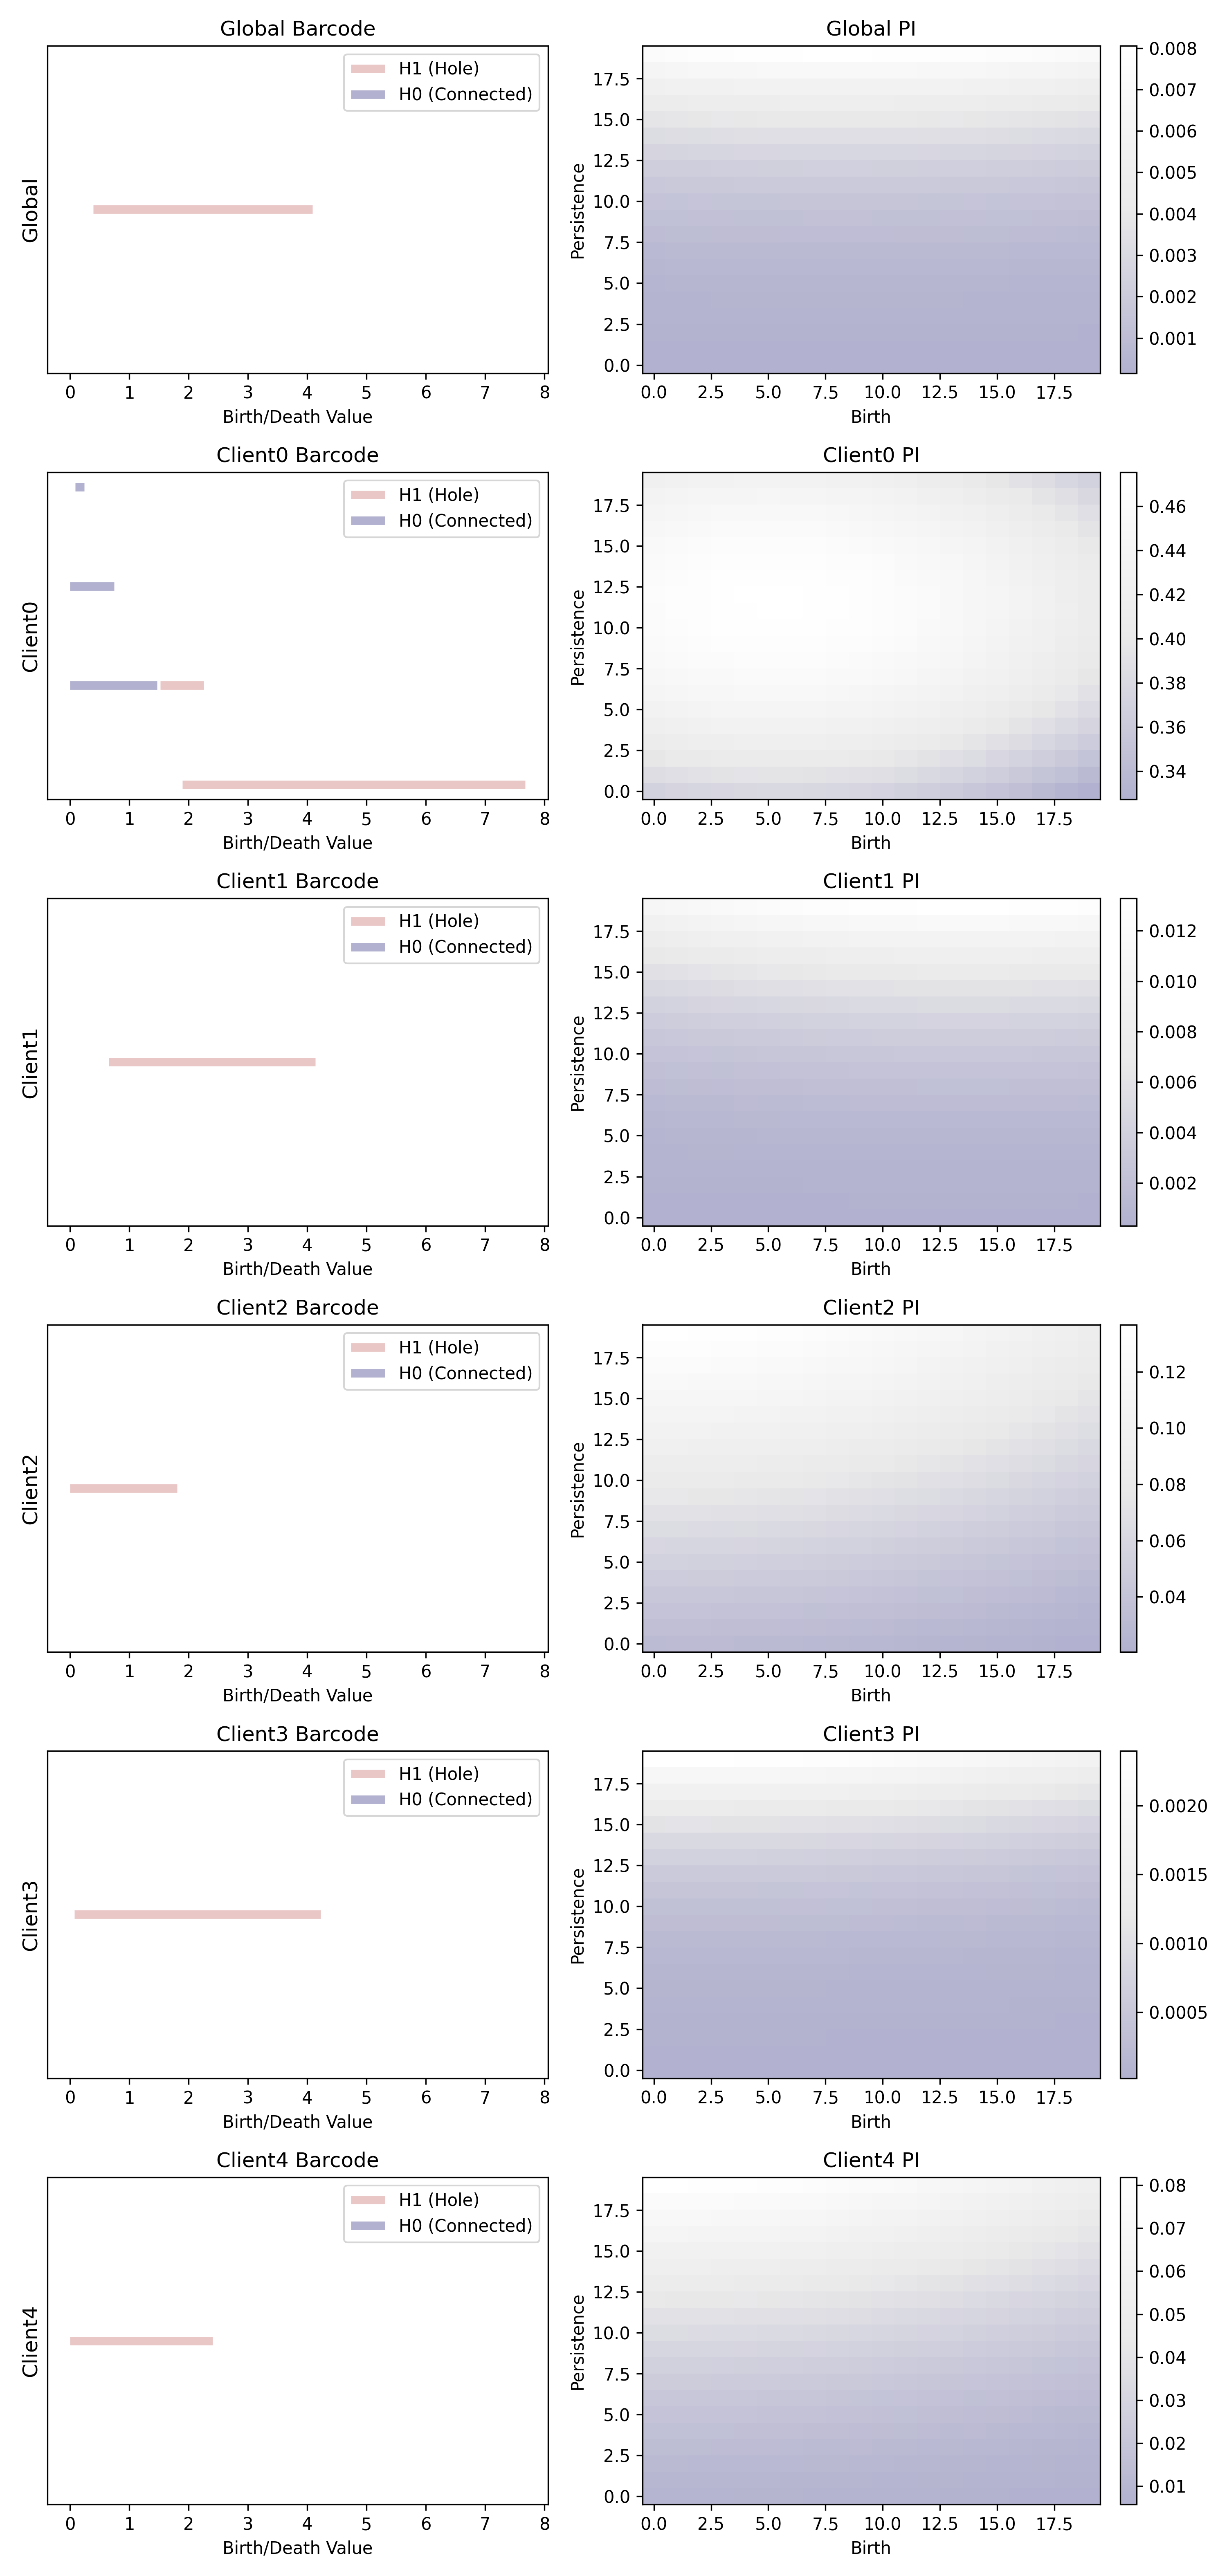 Global Barcode
H1 (Hole)
H0 (Connected)
Global
0 1 2 3 4 5 6 7 8
Birth/Death Value
Global PI
Persistence
17.5
15.0
12.5
10.0
7.5
5.0
2.5
0.0
0.0 2.5 5.0 7.5 10.0 12.5 15.0 17.5
Birth
0.008
0.007
0.006
0.005
0.004
0.003
0.002
0.001
Client0 Barcode
H1 (Hole)
H0 (Connected)
Client0
0 1 2 3 4 5 6 7 8
Birth/Death Value
Client0 PI
Persistence
17.5
15.0
12.5
10.0
7.5
5.0
2.5
0.0
0.0 2.5 5.0 7.5 10.0 12.5 15.0 17.5
Birth
0.46
0.44
0.42
0.40
0.38
0.36
0.34
Client1 Barcode
H1 (Hole)
H0 (Connected)
Client1
0 1 2 3 4 5 6 7 8
Birth/Death Value
Client1 PI
Persistence
17.5
15.0
12.5
10.0
7.5
5.0
2.5
0.0
0.0 2.5 5.0 7.5 10.0 12.5 15.0 17.5
Birth
0.012
0.010
0.008
0.006
0.004
0.002
Client2 Barcode
H1 (Hole)
H0 (Connected)
Client2
0 1 2 3 4 5 6 7 8
Birth/Death Value
Client2 PI
Persistence
17.5
15.0
12.5
10.0
7.5
5.0
2.5
0.0
0.0 2.5 5.0 7.5 10.0 12.5 15.0 17.5
Birth
0.12
0.10
0.08
0.06
0.04
Client3 Barcode
H1 (Hole)
H0 (Connected)
Client3
0 1 2 3 4 5 6 7 8
Birth/Death Value
Client3 PI
Persistence
17.5
15.0
12.5
10.0
7.5
5.0
2.5
0.0
0.0 2.5 5.0 7.5 10.0 12.5 15.0 17.5
Birth
0.0020
0.0015
0.0010
0.0005
Client4 Barcode
H1 (Hole)
H0 (Connected)
Client4
0 1 2 3 4 5 6 7 8
Birth/Death Value
Client4 PI
Persistence
17.5
15.0
12.5
10.0
7.5
5.0
2.5
0.0
0.0 2.5 5.0 7.5 10.0 12.5 15.0 17.5
Birth
0.08
0.07
0.06
0.05
0.04
0.03
0.02
0.01